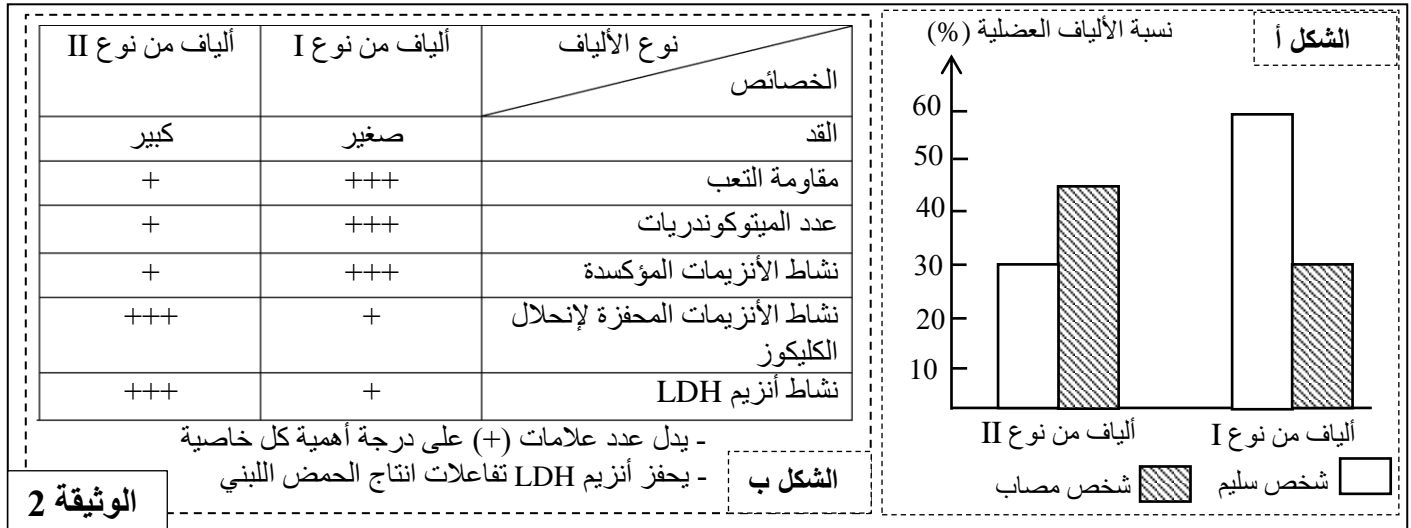 الشكل أ
نسبة الألياف العضلية (%)
60
50
40
30
20
10
ألياف من نوع I
ألياف من نوع II
شخص سليم
شخص مصاب
نوع الألياف
ألياف من نوع I
ألياف من نوع II
الخصائص
القد
صغير
كبير
مقاومة التعب
+++
+
عدد الميتوكوندريات
+++
+
نشاط الأنزيمات المؤكسدة
+++
+
نشاط الأنزيمات المحفزة لإنحلال
الكليكوز
+
+++
نشاط أنزيم LDH
+
+++
- يدل عدد علامات (+) على درجة أهمية كل خاصية
- يحفز أنزيم LDH تفاعلات انتاج الحمض اللبني
الشكل ب
الوثيقة 2